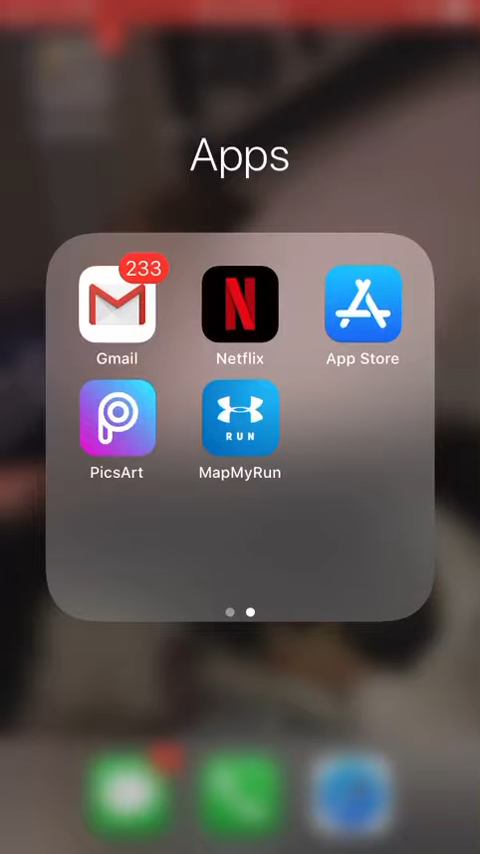 Apps
233
N
Gmail
Netflix
App Store
RUN
PicsArt
MapMyRun